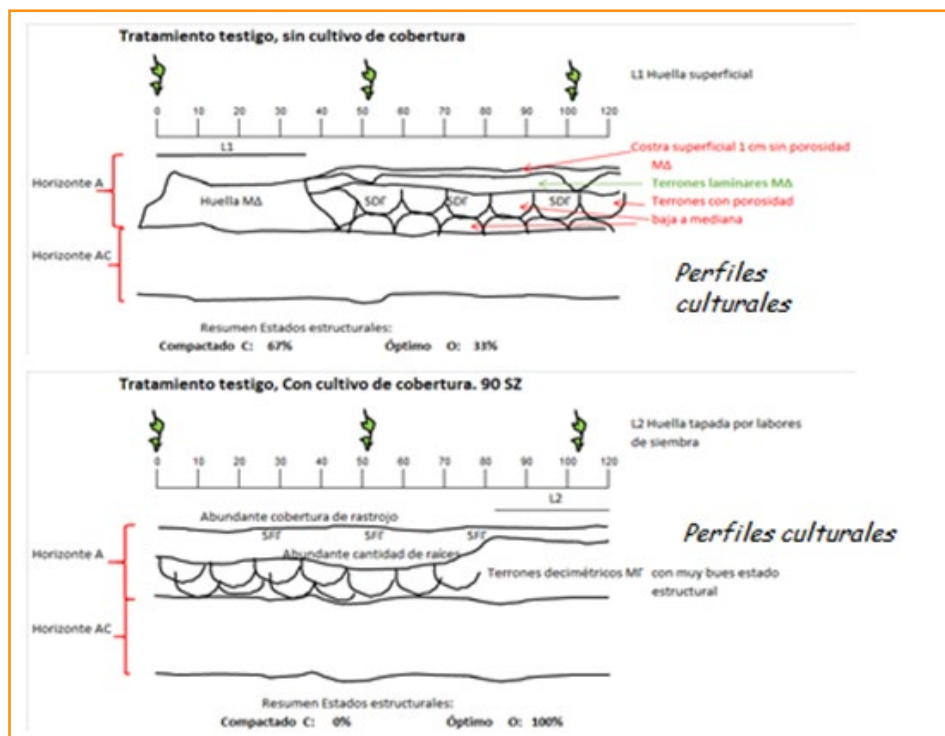 Tratamiento testigo, sin cultivo de cobertura
L1 Huella superficial
0 10 20 30 40 50 60 70 80 90 100 110 120
L1
Costra superficial 1 cm sin porosidad
MΔ
Horizonte A
Terrones laminares MΔ
Huella MΔ
SDΓ SDΓ SDΓ
Terrones con porosidad
baja a mediana
Horizonte AC
Perfiles
culturales
Resumen Estados estructurales:
Compactado C: 67% Óptimo O: 33%
Tratamiento testigo, Con cultivo de cobertura. 90 SZ
L2 Huella tapada por labores
de siembra
0 10 20 30 40 50 60 70 80 90 100 110 120
L2
Abundante cobertura de rastrojo
SFΓ SFΓ SFΓ
Perfiles culturales
Horizonte A
Abundante cantidad de raíces
Terrones decimétricos MΓ con muy bues estado
estructural
Horizonte AC
Resumen Estados estructurales:
Compactado C: 0% Óptimo O: 100%